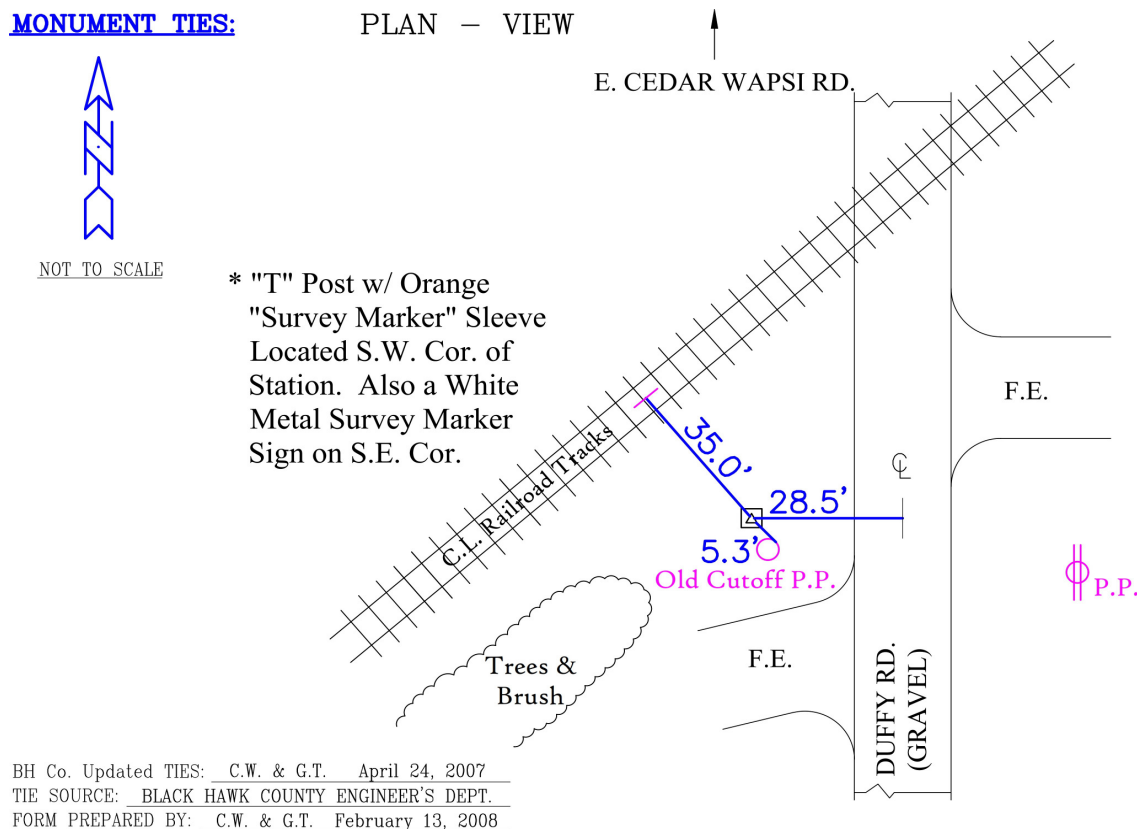 MONUMENT TIES:
PLAN - VIEW
E. CEDAR WAPSI RD.
N
NOT TO SCALE
* "T" Post w/ Orange
"Survey Marker" Sleeve
Located S.W. Cor. of
Station. Also a White
Metal Survey Marker
Sign on S.E. Cor.
F.E.
C.L. Railroad Tracks
35.0'
℄
28.5'
5.3'
Old Cutoff P.P.
P.P.
Trees &
Brush
F.E.
DUFFY RD.
(GRAVEL)
BH Co. Updated TIES: C.W. & G.T. April 24, 2007
TIE SOURCE: BLACK HAWK COUNTY ENGINEER'S DEPT.
FORM PREPARED BY: C.W. & G.T. February 13, 2008